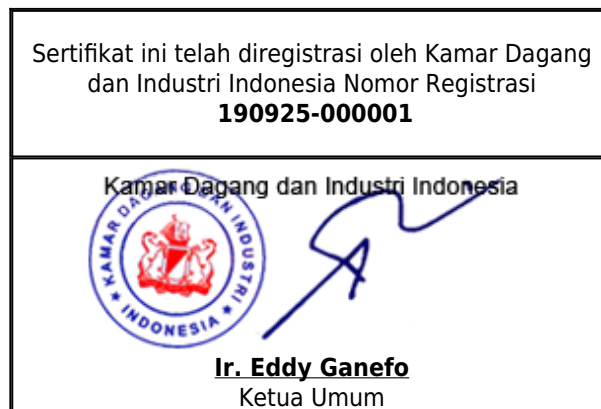 Sertifikat ini telah diregistrasi oleh Kamar Dagang
dan Industri Indonesia Nomor Registrasi
190925-000001
Kamar Dagang dan Industri Indonesia
KAMAR DAGANG DAN INDUSTRI
INDONESIA
Ir. Eddy Ganefo
Ketua Umum